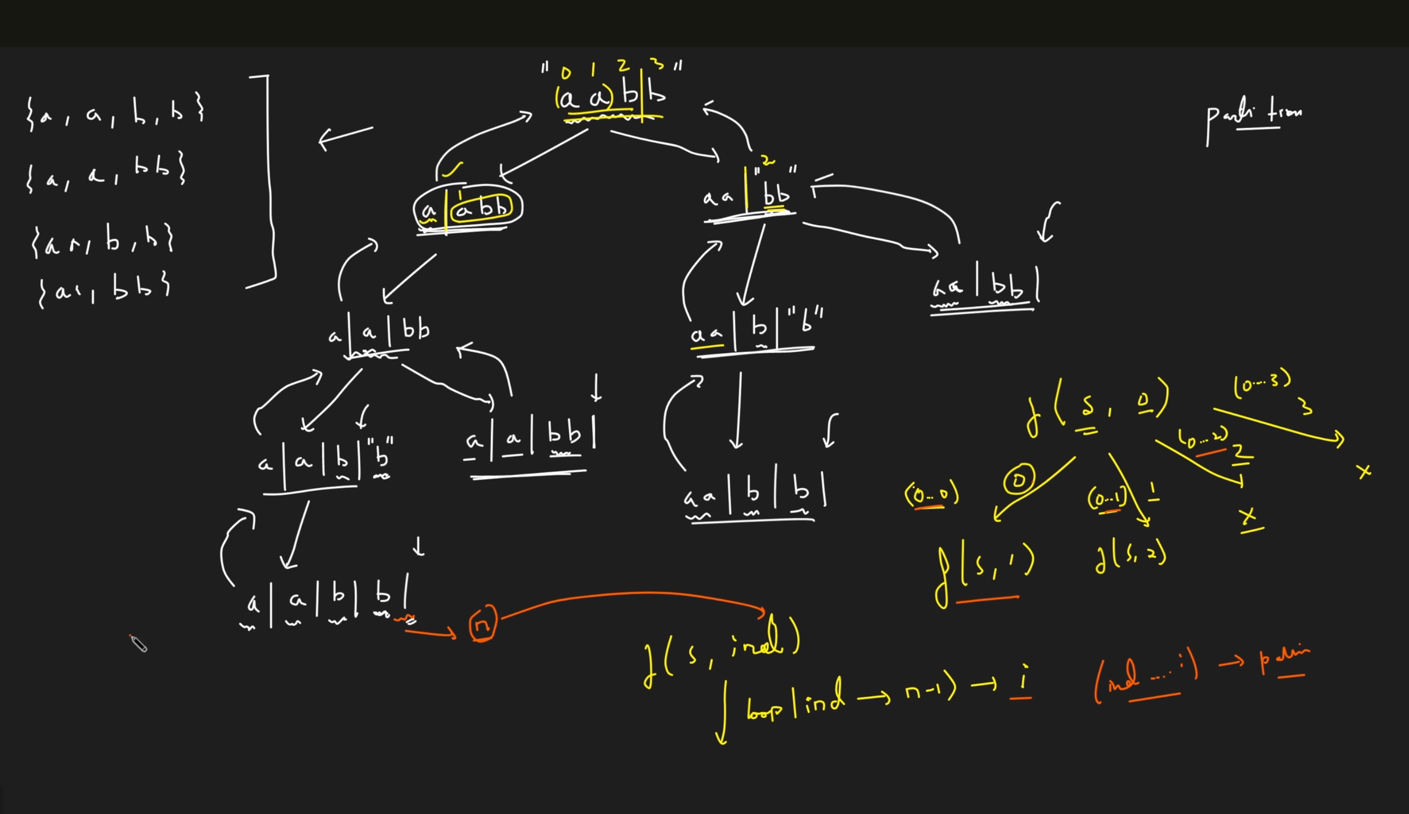 " 0 1 2 3 "
(a a) b | b
partition
{a, a, b, b}
{a, a, bb}
{aa, b, b}
{aa, bb}
a | abb
1
aa | "bb"
2
aa | bb |
a | a | bb
aa | b | "b"
a | a | b | "b"
a | a | bb |
aa | b | b |
a | a | b | b |
n
f(s, 0)
(0...3) 3
(0...2) 2
(0...0) 0
(0...1) 1
x
x
f(s, 1)
f(s, 2)
f(s, ind)
loop | ind → n-1) → i
(ind ... i) → palin